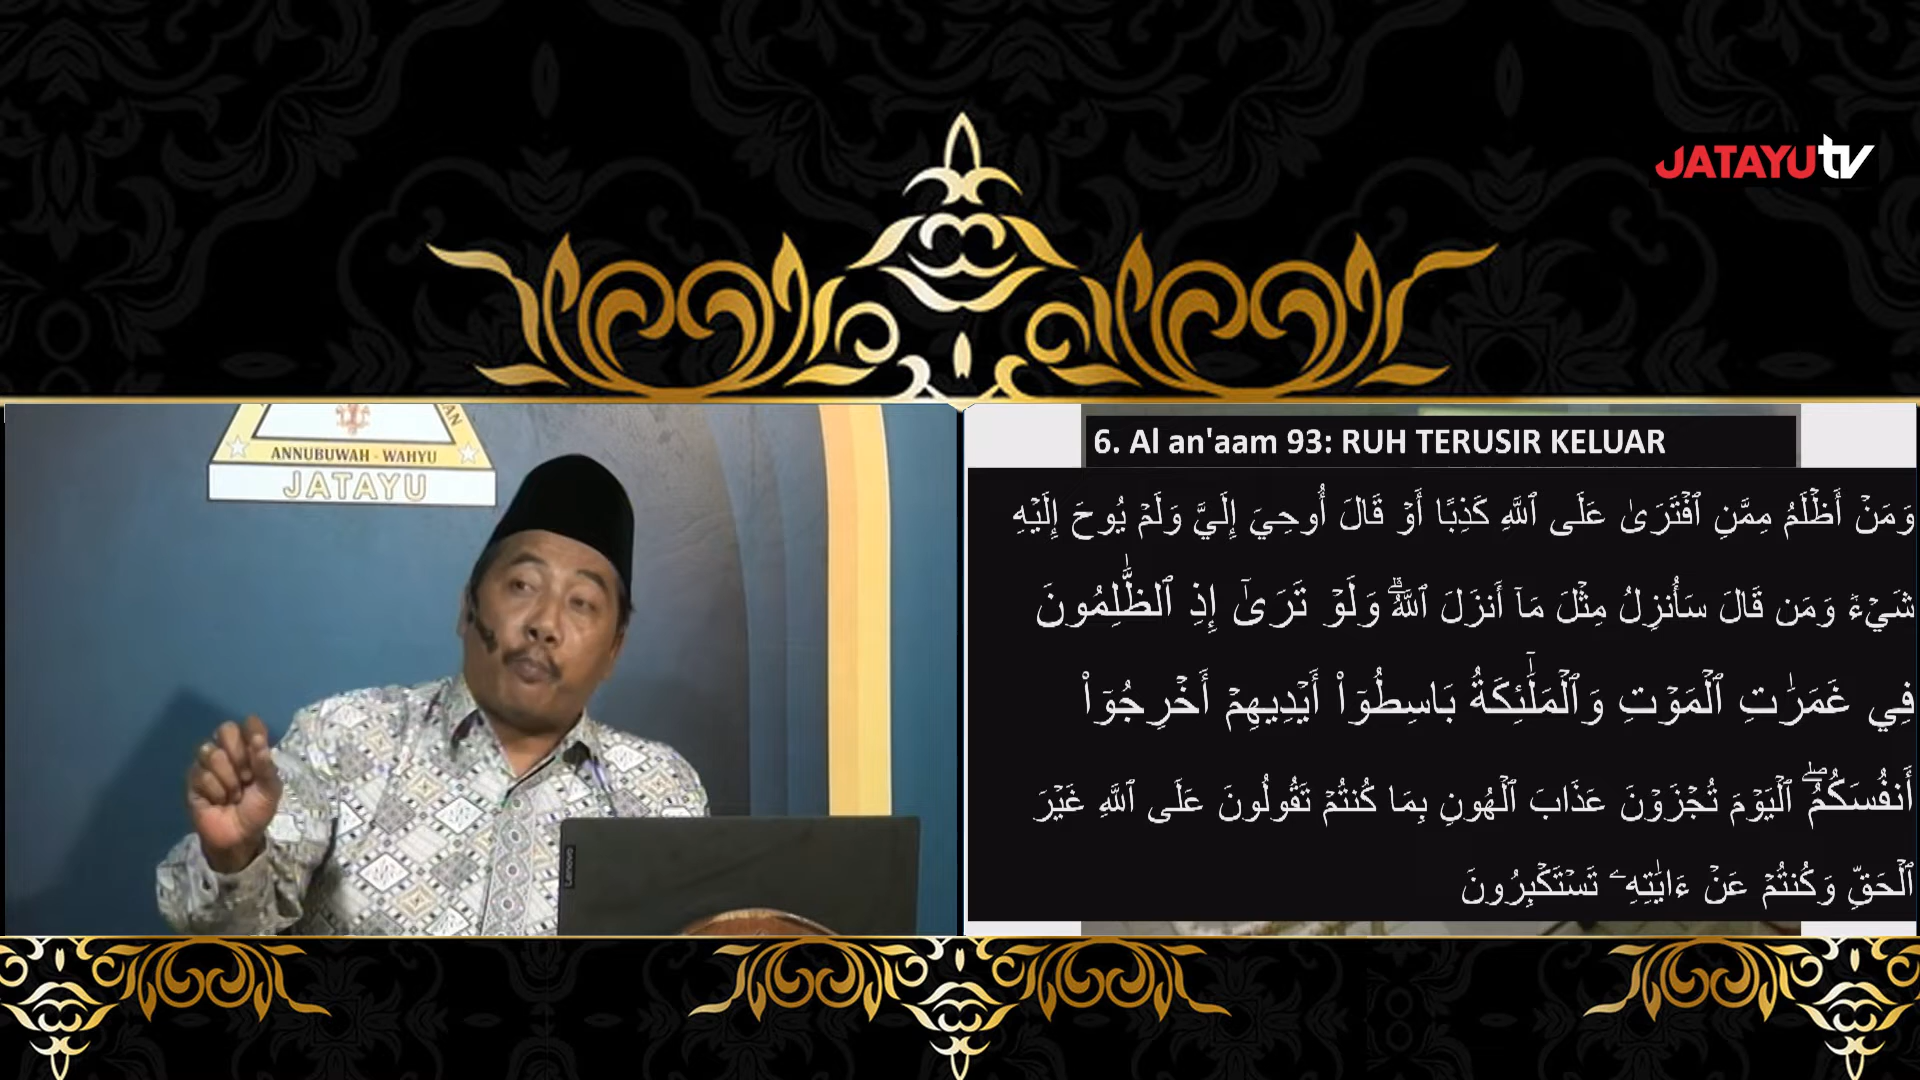 JATAYUtv
AN
ANNUBUWAH - WAHYU
JATAYU
Lenovo
6. Al an'aam 93: RUH TERUSIR KELUAR
وَمَنۡ أَظۡلَمُ مِمَّنِ ٱفۡتَرَىٰ عَلَى ٱللَّهِ كَذِبًا أَوۡ قَالَ أُوحِيَ إِلَيَّ وَلَمۡ يُوحَ إِلَيۡهِ
شَيۡءٞ وَمَن قَالَ سَأُنزِلُ مِثۡلَ مَآ أَنزَلَ ٱللَّهُۗ وَلَوۡ تَرَىٰٓ إِذِ ٱلظَّٰلِمُونَ
فِي غَمَرَٰتِ ٱلۡمَوۡتِ وَٱلۡمَلَٰٓئِكَةُ بَاسِطُوٓاْ أَيۡدِيهِمۡ أَخۡرِجُوٓاْ
أَنفُسَكُمُۖ ٱلۡيَوۡمَ تُجۡزَوۡنَ عَذَابَ ٱلۡهُونِ بِمَا كُنتُمۡ تَقُولُونَ عَلَى ٱللَّهِ غَيۡرَ
ٱلۡحَقِّ وَكُنتُمۡ عَنۡ ءَايَٰتِهِۦ تَسۡتَكۡبِرُونَ